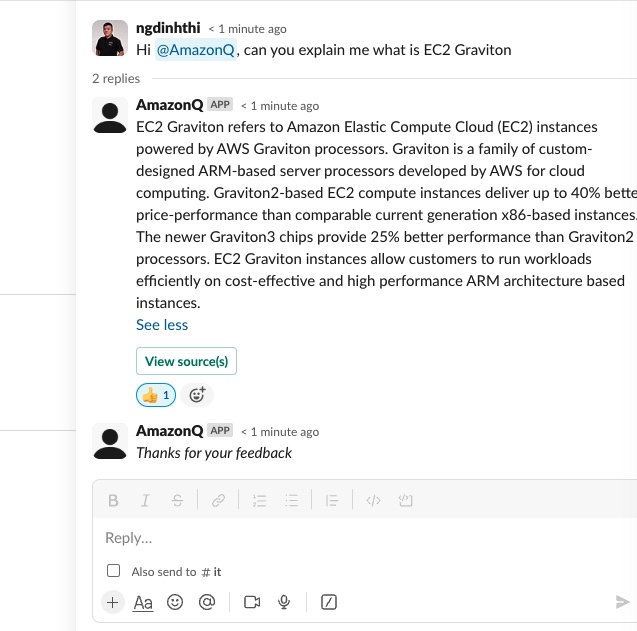 ngdinhthi < 1 minute ago
Hi @AmazonQ, can you explain me what is EC2 Graviton
2 replies
AmazonQ APP < 1 minute ago
EC2 Graviton refers to Amazon Elastic Compute Cloud (EC2) instances
powered by AWS Graviton processors. Graviton is a family of custom-
designed ARM-based server processors developed by AWS for cloud
computing. Graviton2-based EC2 compute instances deliver up to 40% bette
price-performance than comparable current generation x86-based instances.
The newer Graviton3 chips provide 25% better performance than Graviton2
processors. EC2 Graviton instances allow customers to run workloads
efficiently on cost-effective and high performance ARM architecture based
instances.
See less
View source(s)
👍 1
AmazonQ APP < 1 minute ago
Thanks for your feedback
B I S
Reply...
Also send to # it
+ Aa @